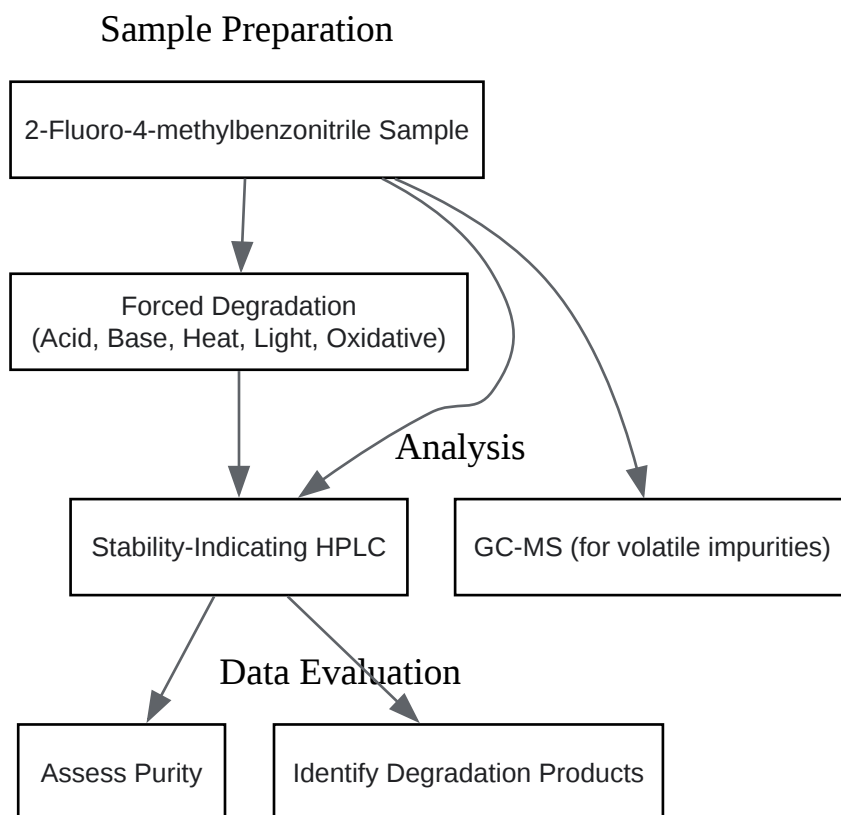 Sample Preparation
2-Fluoro-4-methylbenzonitrile Sample
Forced Degradation
(Acid, Base, Heat, Light, Oxidative)
Analysis
Stability-Indicating HPLC
GC-MS (for volatile impurities)
Data Evaluation
Assess Purity
Identify Degradation Products